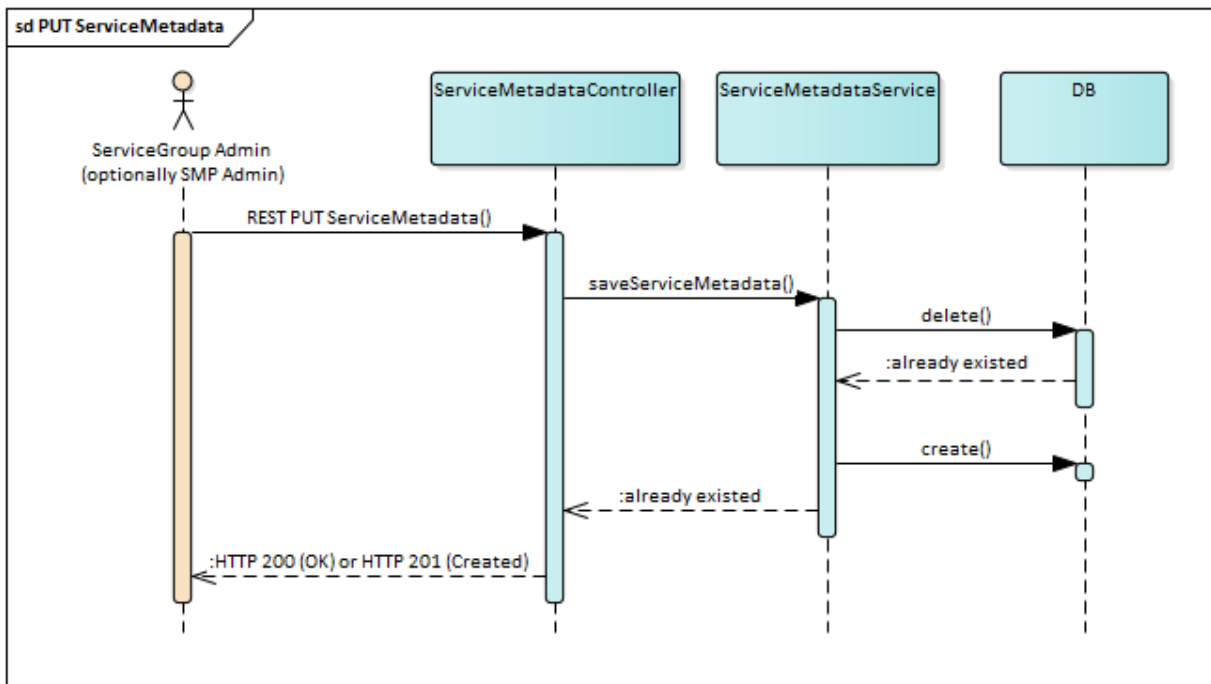 sd PUT ServiceMetadata
ServiceMetadataController
ServiceMetadataService
DB
ServiceGroup Admin
(optionally SMP Admin)
REST PUT ServiceMetadata()
saveServiceMetadata()
delete()
:already existed
create()
:already existed
:HTTP 200 (OK) or HTTP 201 (Created)